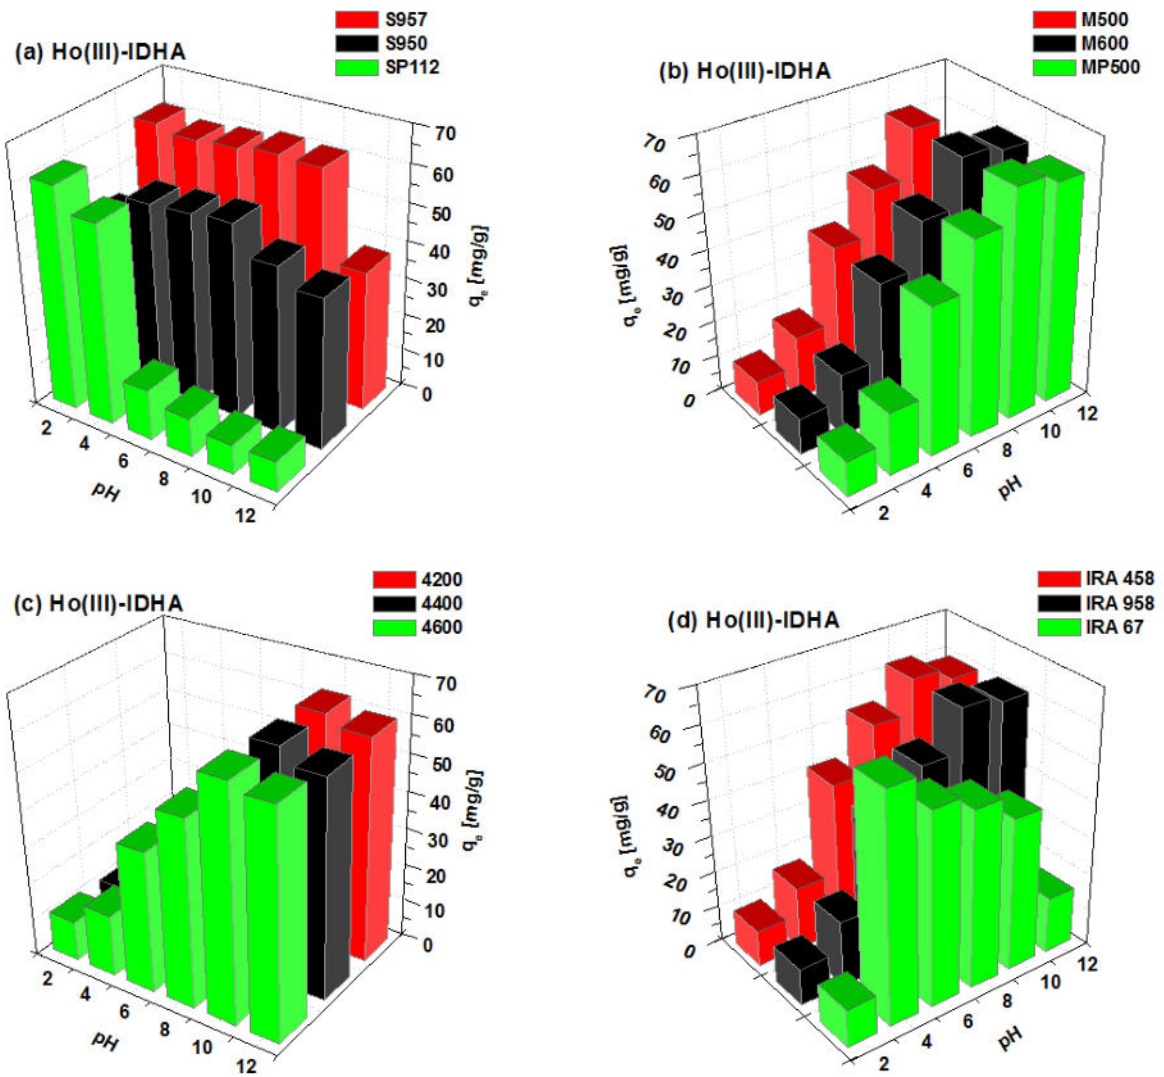 (a) Ho(III)-IDHA
S957
S950
SP112
70
60
50
40
30
20
10
0
qe [mg/g]
2
4
6
8
10
12
pH
(b) Ho(III)-IDHA
M500
M600
MP500
70
60
50
40
30
20
10
0
qe [mg/g]
2
4
6
8
10
12
pH
(c) Ho(III)-IDHA
4200
4400
4600
70
60
50
40
30
20
10
0
qe [mg/g]
2
4
6
8
10
12
pH
(d) Ho(III)-IDHA
IRA 458
IRA 958
IRA 67
70
60
50
40
30
20
10
0
qe [mg/g]
2
4
6
8
10
12
pH